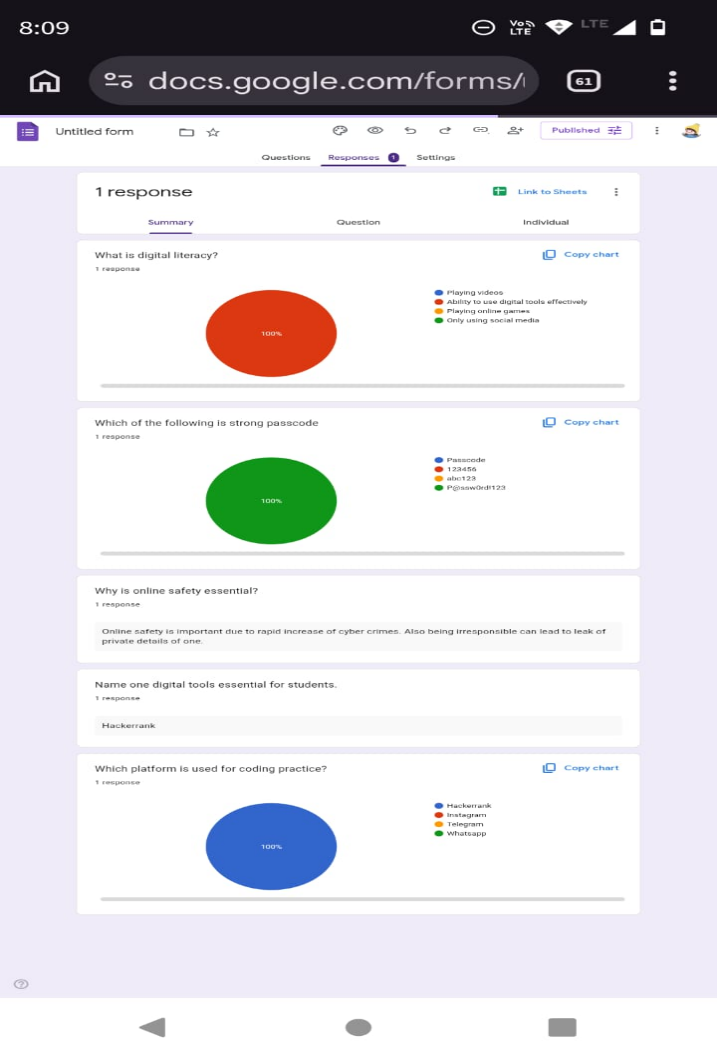 8:09
Vo LTE LTE
docs.google.com/forms/
61
Untitled form
Published
Questions Responses 1 Settings
1 response
Link to Sheets
Summary Question Individual
What is digital literacy?
Copy chart
1 response
Playing videos
Ability to use digital tools effectively
Playing online games
Only using social media
100%
Which of the following is strong passcode
Copy chart
1 response
Passcode
123456
abc123
100%
Why is online safety essential?
1 response
Online safety is important due to rapid increase of cyber crimes. Also being irresponsible can lead to leak of
private details of one.
Name one digital tools essential for students.
1 response
Hackerrank
Which platform is used for coding practice?
Copy chart
1 response
Hackerrank
Instagram
Telegram
Whatsapp
100%